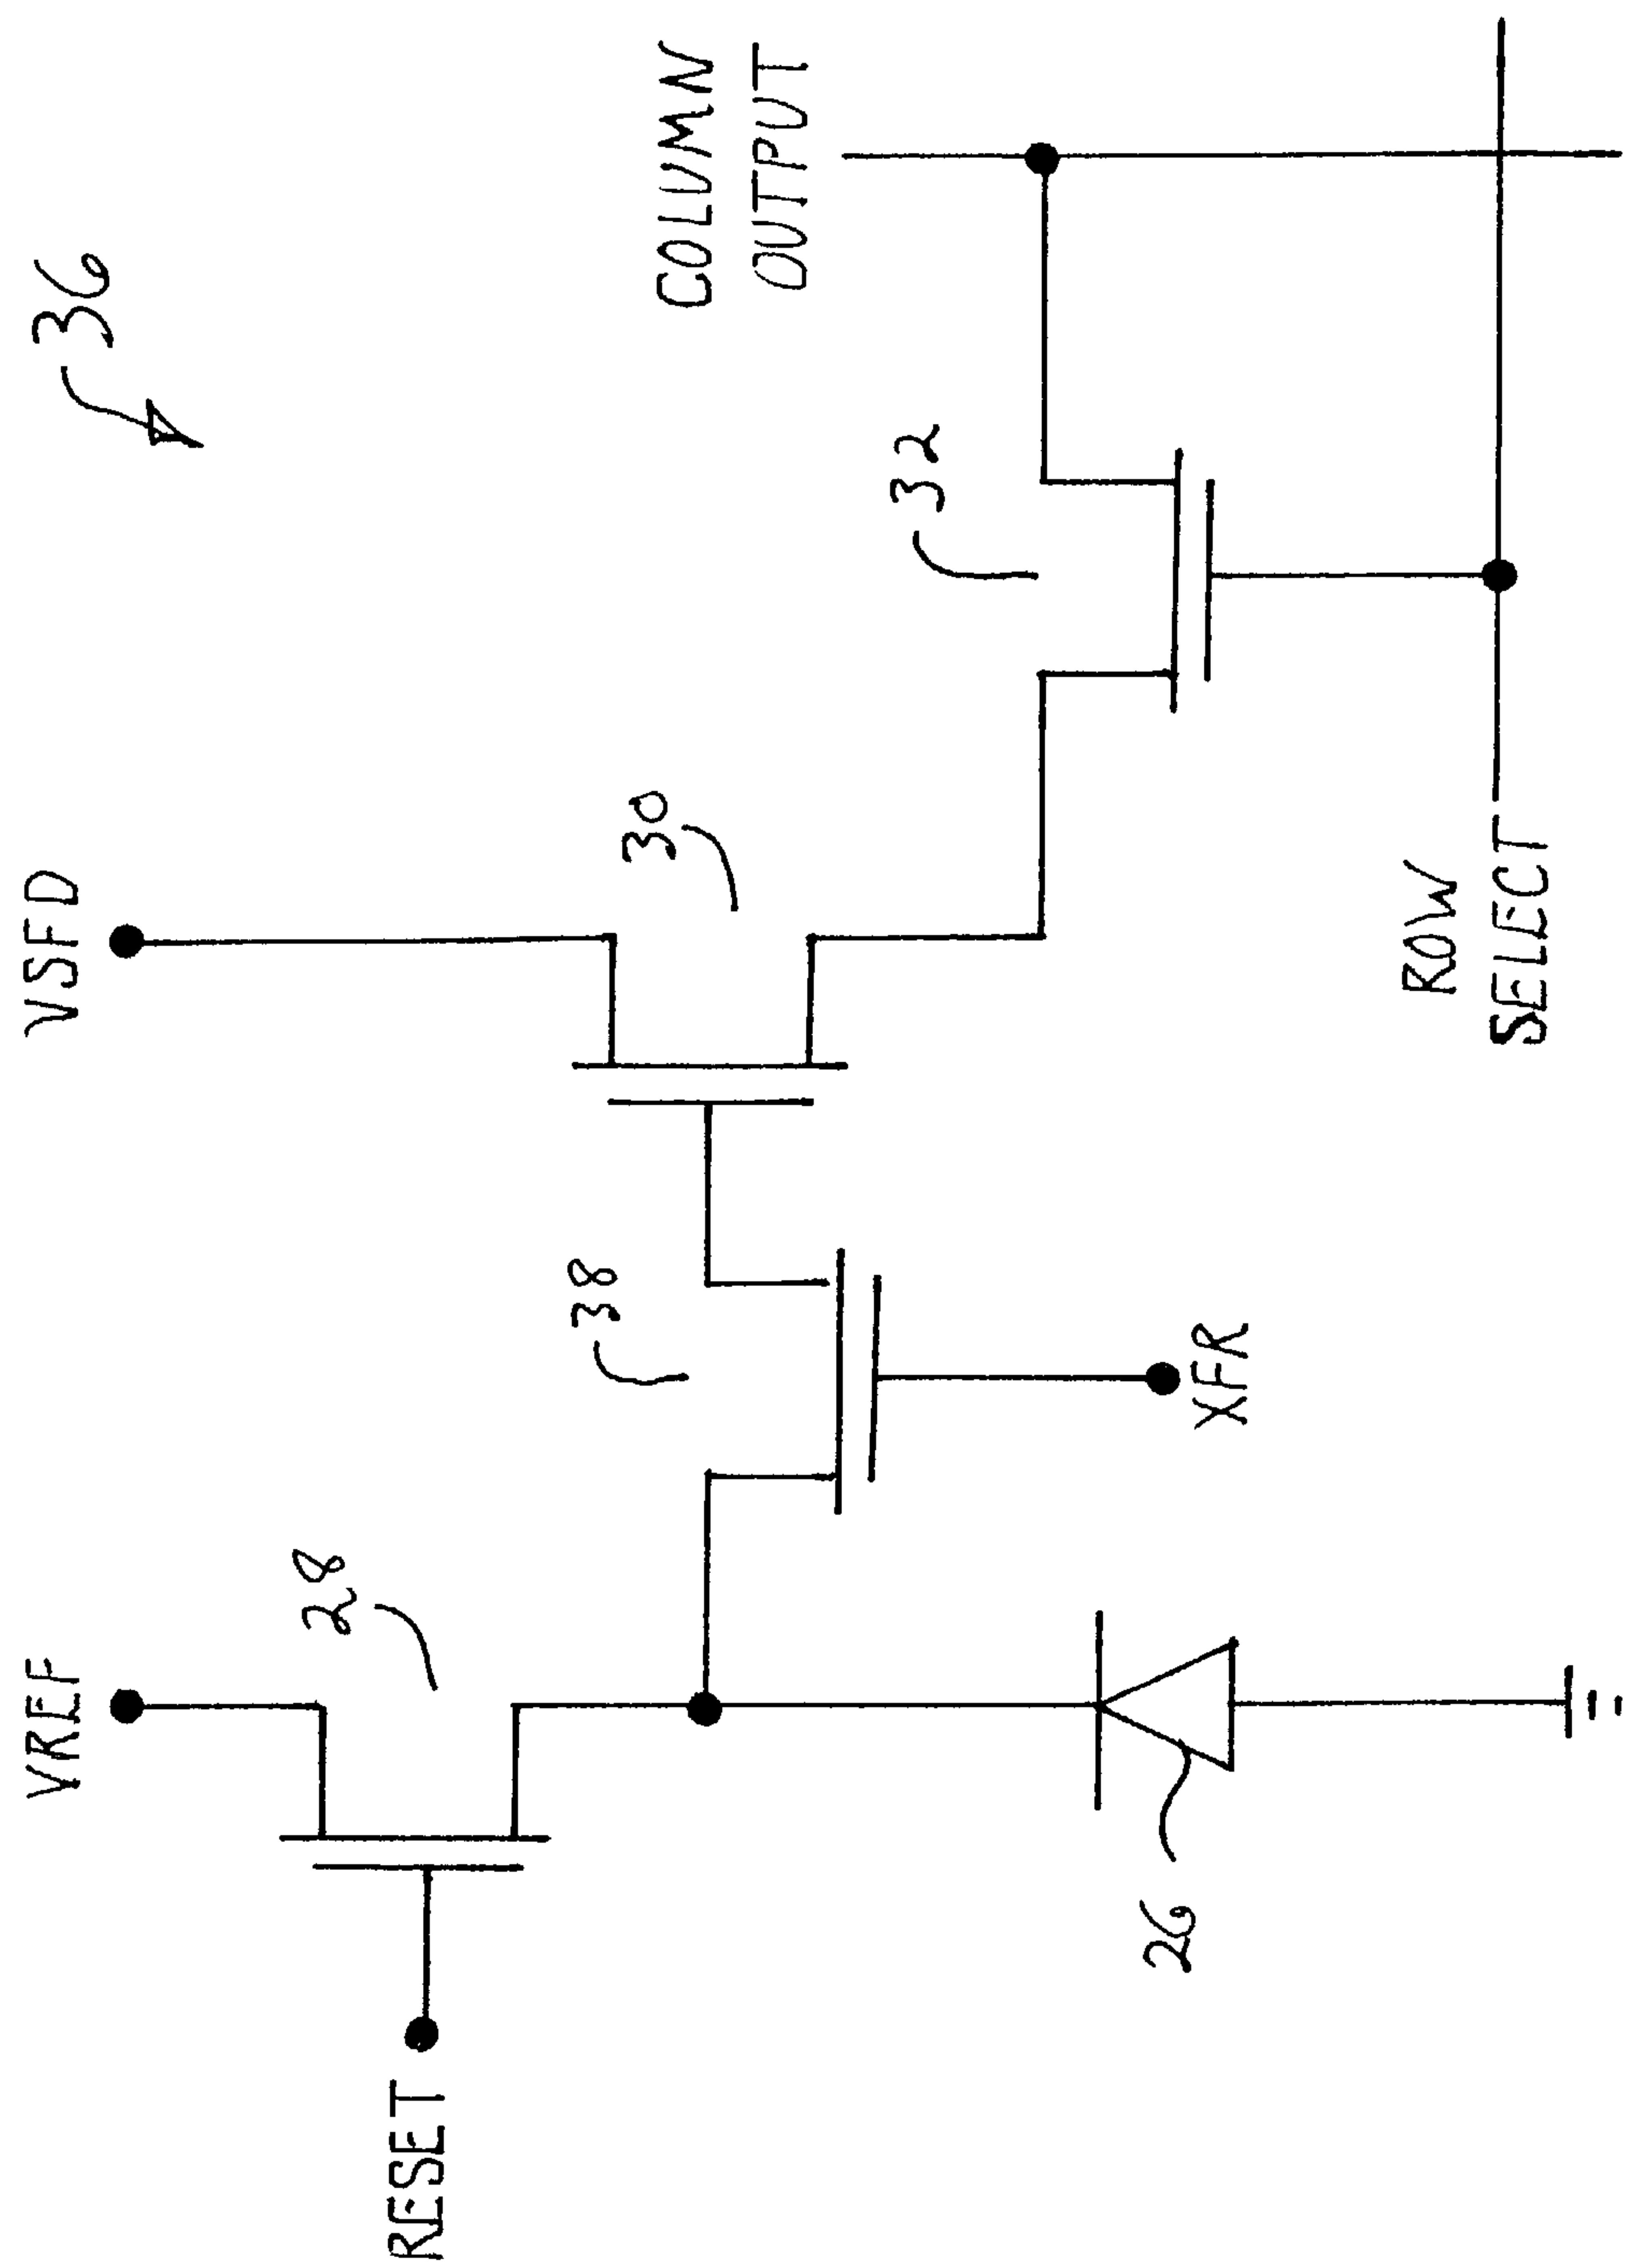 36
VREF
VSFD
COLUMN
OUTPUT
28
30
38
32
RESET
26
XFR
ROW
SELECT